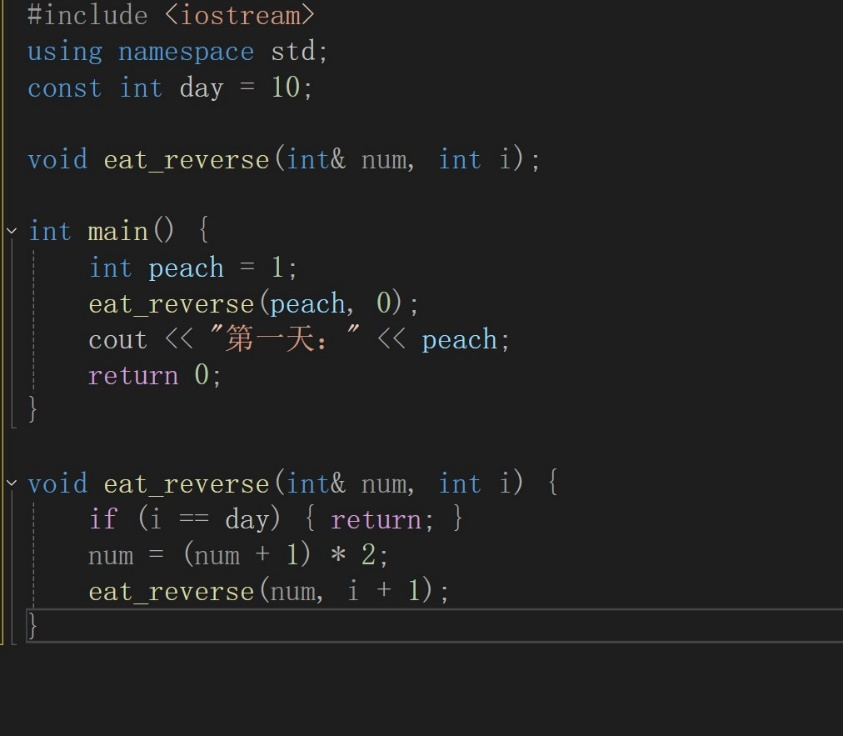 #include <iostream>
using namespace std;
const int day = 10;
void eat_reverse(int& num, int i);
int main() {
int peach = 1;
eat_reverse(peach, 0);
cout << "第一天：" << peach;
return 0;
}
void eat_reverse(int& num, int i) {
if (i == day) { return; }
num = (num + 1) * 2;
eat_reverse(num, i + 1);
}